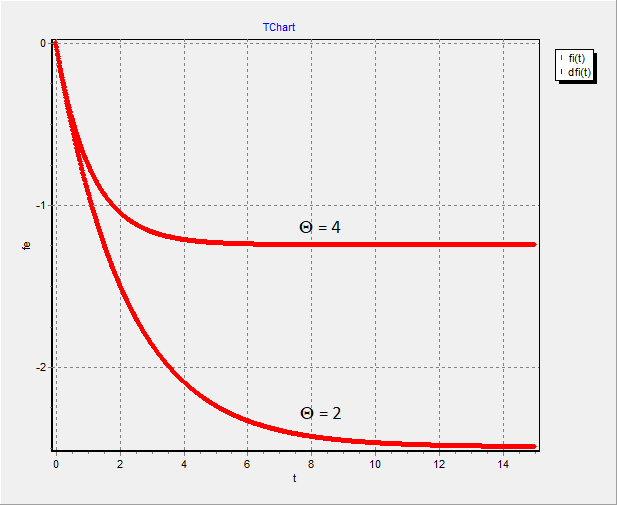 TChart
fi(t)
dfi(t)
0
-1
-2
fe
Θ = 4
Θ = 2
0 2 4 6 8 10 12 14
t